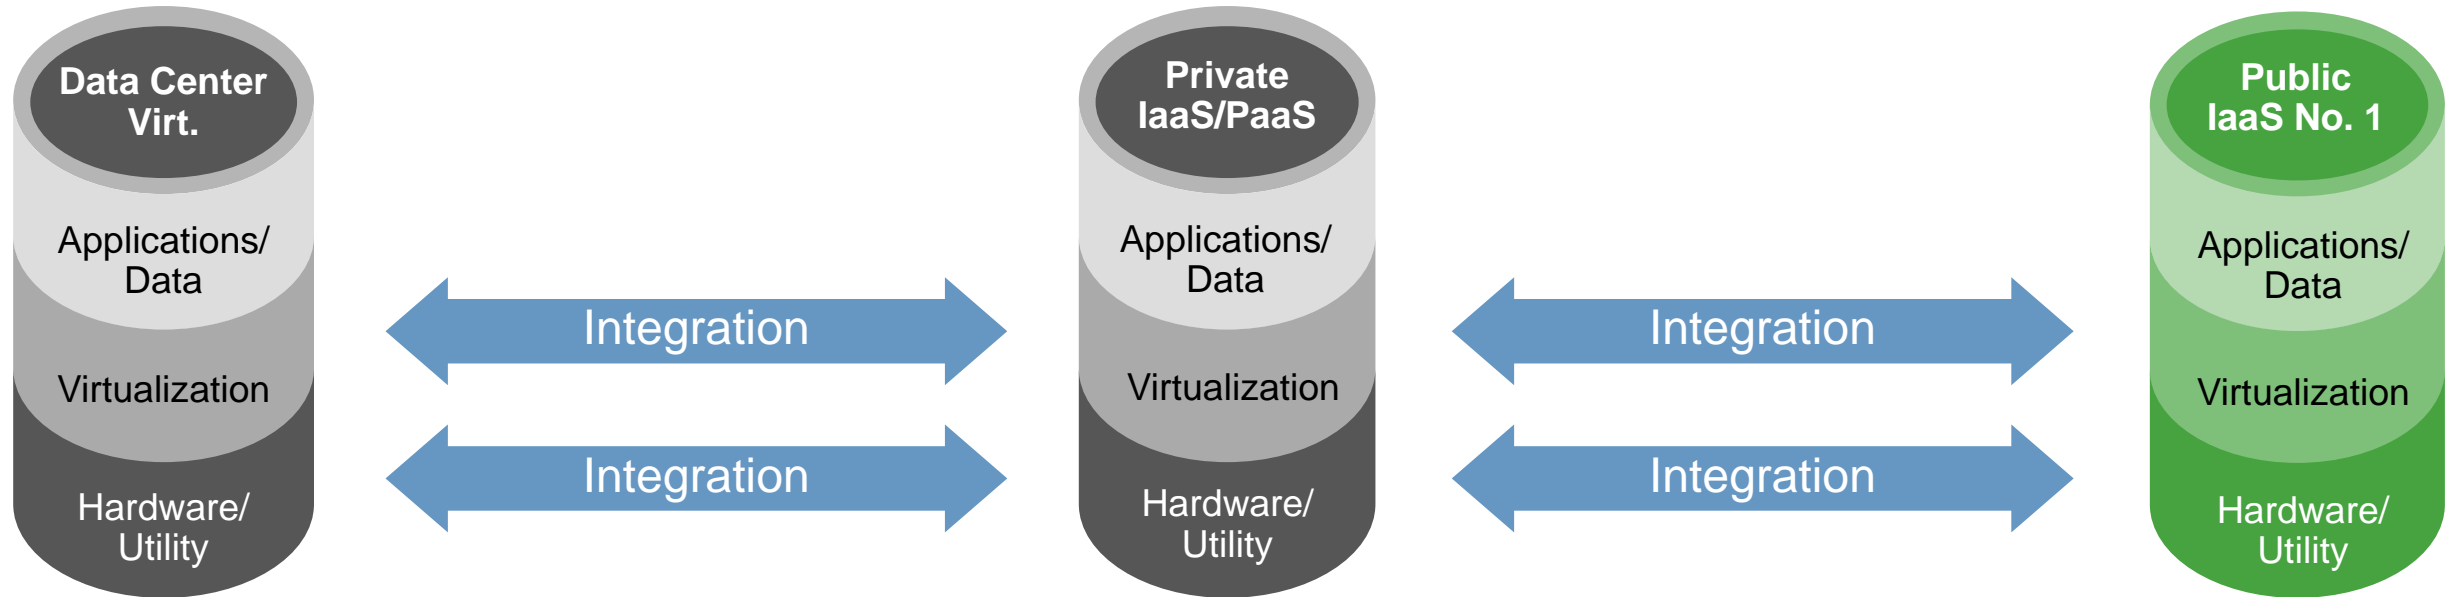 Data Center
Virt.
Applications/
Data
Virtualization
Hardware/
Utility
Integration
Integration
Private
IaaS/PaaS
Applications/
Data
Virtualization
Hardware/
Utility
Integration
Integration
Public
IaaS No. 1
Applications/
Data
Virtualization
Hardware/
Utility